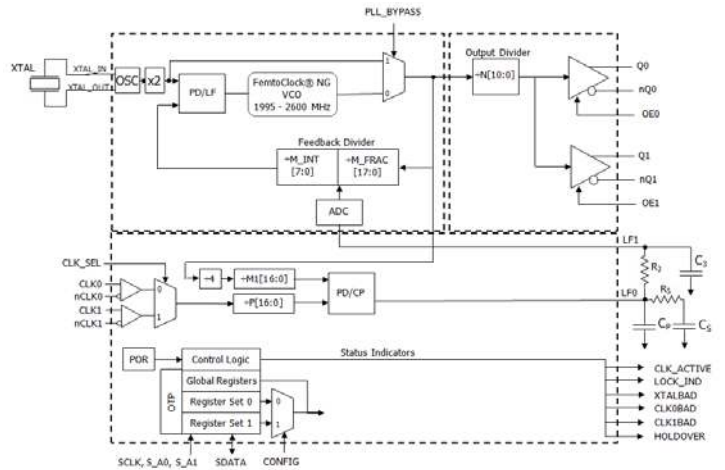 PLL_BYPASS
Output Divider
XTAL
XTAL_IN
XTAL_OUT
OSC
x2
PD/LF
FemtoClock® NG
VCO
1995 - 2600 MHz
1
0
÷N[10:0]
Q0
nQ0
OE0
Feedback Divider
÷M_INT
[7:0]
÷M_FRAC
[17:0]
Q1
nQ1
OE1
ADC
LF1
CLK_SEL
CLK0
nCLK0
CLK1
nCLK1
0
1
÷4
÷M1[16:0]
÷P[16:0]
PD/CP
LF0
R3
C3
RS
CP
CS
POR
Control Logic
Status Indicators
Global Registers
OTP
Register Set 0
Register Set 1
0
1
CLK_ACTIVE
LOCK_IND
XTALBAD
CLK0BAD
CLK1BAD
HOLDOVER
SCLK, S_A0, S_A1
SDATA
CONFIG